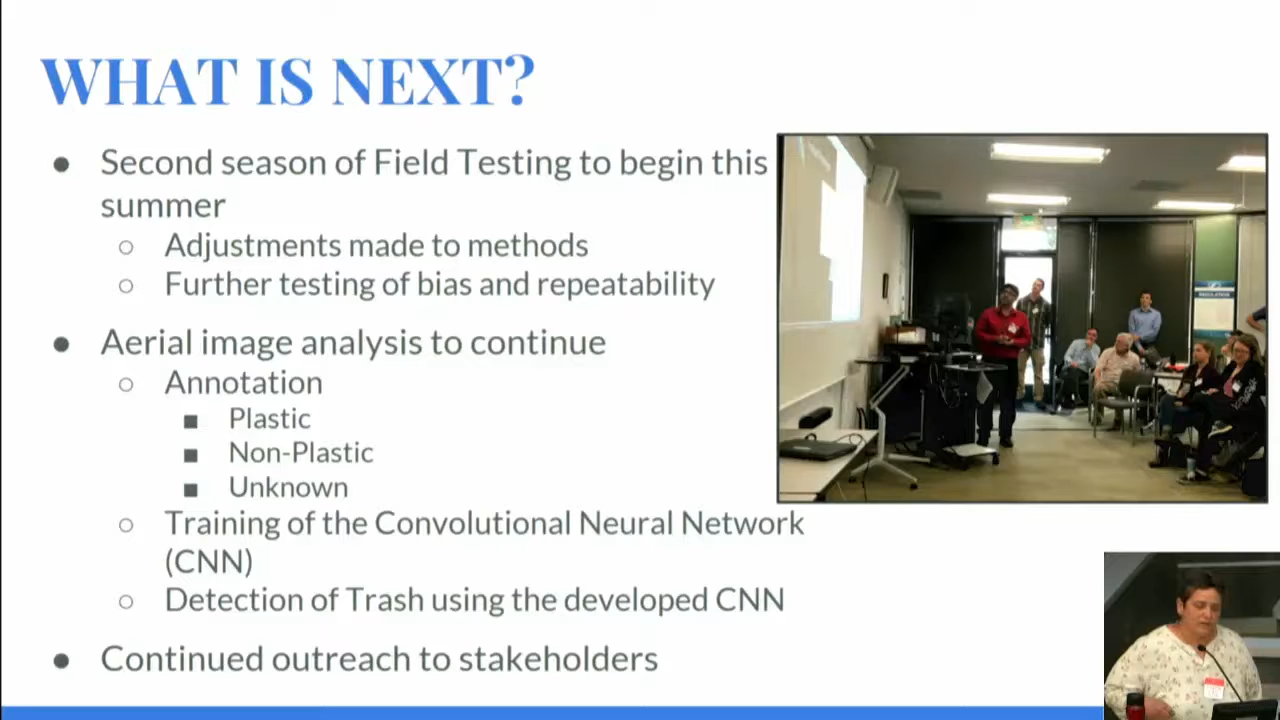 WHAT IS NEXT?
● Second season of Field Testing to begin this
summer
○ Adjustments made to methods
○ Further testing of bias and repeatability
● Aerial image analysis to continue
○ Annotation
■ Plastic
■ Non-Plastic
■ Unknown
○ Training of the Convolutional Neural Network
(CNN)
○ Detection of Trash using the developed CNN
● Continued outreach to stakeholders